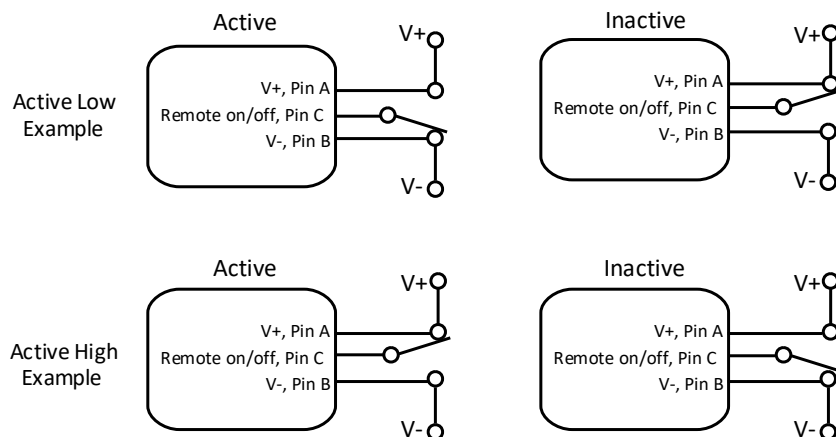 Active
Inactive
Active Low
Example
V+
V+, Pin A
Remote on/off, Pin C
V-, Pin B
V-
V+
V+, Pin A
Remote on/off, Pin C
V-, Pin B
V-
Active
Inactive
Active High
Example
V+
V+, Pin A
Remote on/off, Pin C
V-, Pin B
V-
V+
V+, Pin A
Remote on/off, Pin C
V-, Pin B
V-